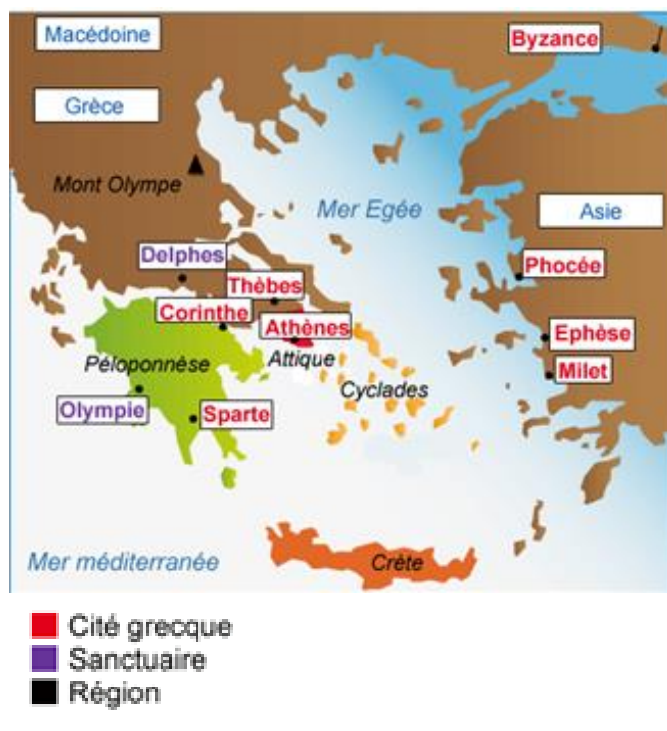 Macédoine
Byzance
Grèce
Mont Olympe
Mer Egée
Asie
Delphes
Phocée
Thèbes
Corinthe
Athènes
Ephèse
Attique
Péloponnèse
Milet
Cyclades
Olympie
Sparte
Mer méditerranée
Crète
Cité grecque
Sanctuaire
Région